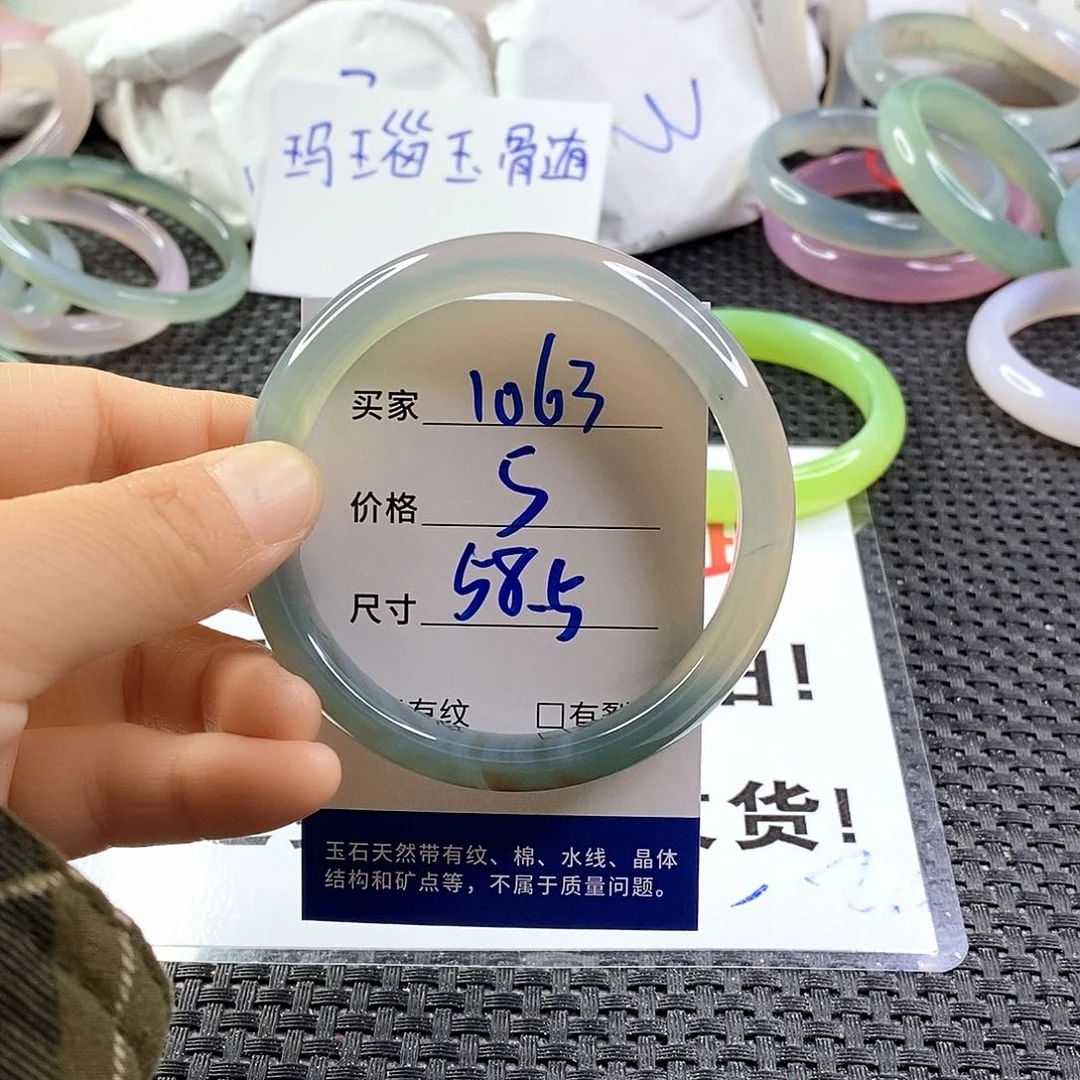 玛瑙玉髓
买家 1063
价格 5
尺寸 58.5
有纹 □有裂
!
货!
玉石天然带有纹、棉、水线、晶体
结构和矿点等，不属于质量问题。